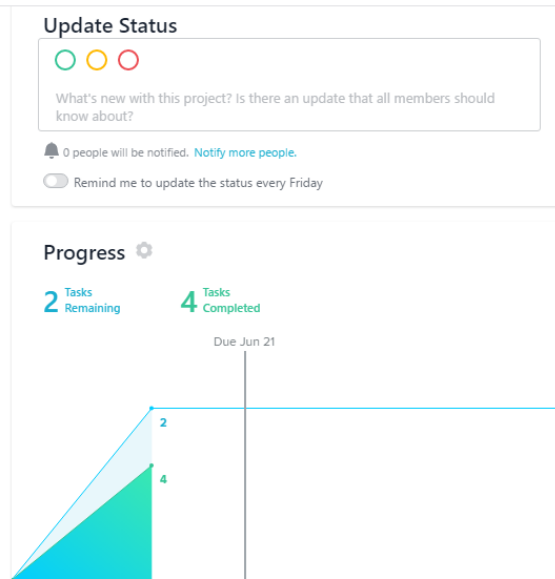 Update Status
What's new with this project? Is there an update that all members should
know about?
0 people will be notified. Notify more people.
Remind me to update the status every Friday
Progress
2 Tasks Remaining
4 Tasks Completed
Due Jun 21
2
4